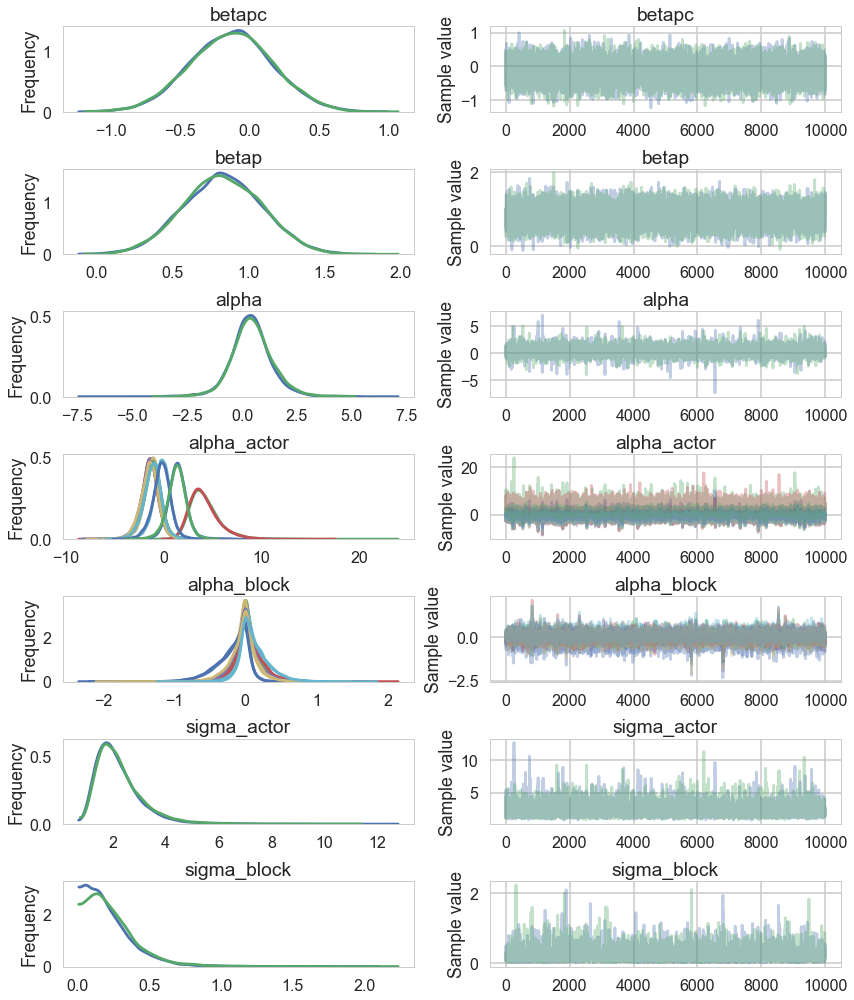 betapc
Frequency
1
0
−1.0 −0.5 0.0 0.5 1.0
betapc
Sample value
1
0
−1
0 2000 4000 6000 8000 10000
betap
Frequency
1
0
0.0 0.5 1.0 1.5 2.0
betap
Sample value
2
0
0 2000 4000 6000 8000 10000
alpha
Frequency
0.5
0.0
−7.5 −5.0 −2.5 0.0 2.5 5.0 7.5
alpha
Sample value
5
0
−5
0 2000 4000 6000 8000 10000
alpha_actor
Frequency
0.5
0.0
−10 0 10 20
alpha_actor
Sample value
20
0
0 2000 4000 6000 8000 10000
alpha_block
Frequency
2
0
−2 −1 0 1 2
alpha_block
Sample value
0.0
−2.5
0 2000 4000 6000 8000 10000
sigma_actor
Frequency
0.5
0.0
2 4 6 8 10 12
sigma_actor
Sample value
10
5
0 2000 4000 6000 8000 10000
sigma_block
Frequency
2
0
0.0 0.5 1.0 1.5 2.0
sigma_block
Sample value
2
0
0 2000 4000 6000 8000 10000